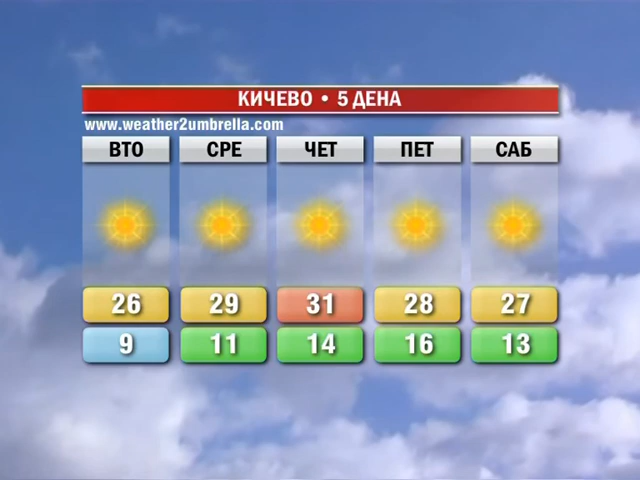 КИЧЕВО • 5 ДЕНА
www.weather2umbrella.com
ВТО СРЕ ЧЕТ ПЕТ САБ
26 29 31 28 27
9 11 14 16 13